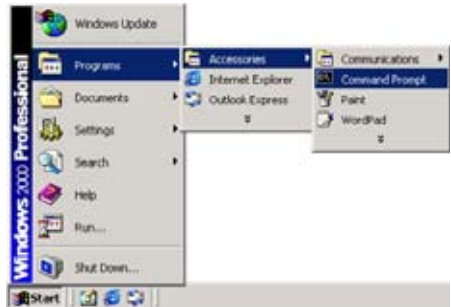 Windows Update
Programs
Documents
Settings
Search
Help
Run...
Shut Down...
Windows 2000 Professional
Accessories
Internet Explorer
Outlook Express
Communications
Command Prompt
Paint
WordPad
Start